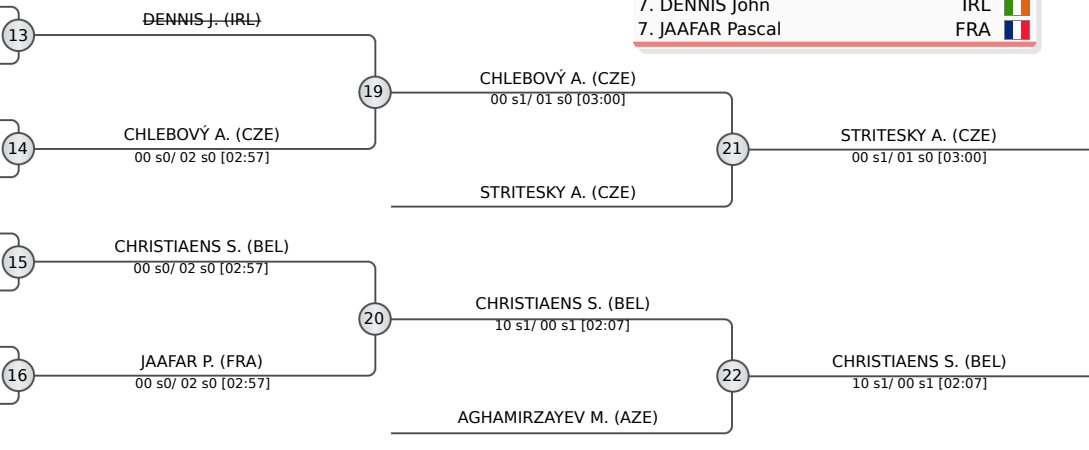 7. DENNIS John IRL
7. JAAFAR Pascal FRA
DENNIS J. (IRL)
13
CHLEBOVÝ A. (CZE)
00 s1/ 01 s0 [03:00]
19
CHLEBOVÝ A. (CZE)
00 s0/ 02 s0 [02:57]
14
STRITESKY A. (CZE)
00 s1/ 01 s0 [03:00]
21
STRITESKY A. (CZE)
CHRISTIAENS S. (BEL)
00 s0/ 02 s0 [02:57]
15
CHRISTIAENS S. (BEL)
10 s1/ 00 s1 [02:07]
20
JAAFAR P. (FRA)
00 s0/ 02 s0 [02:57]
16
CHRISTIAENS S. (BEL)
10 s1/ 00 s1 [02:07]
22
AGHAMIRZAYEV M. (AZE)